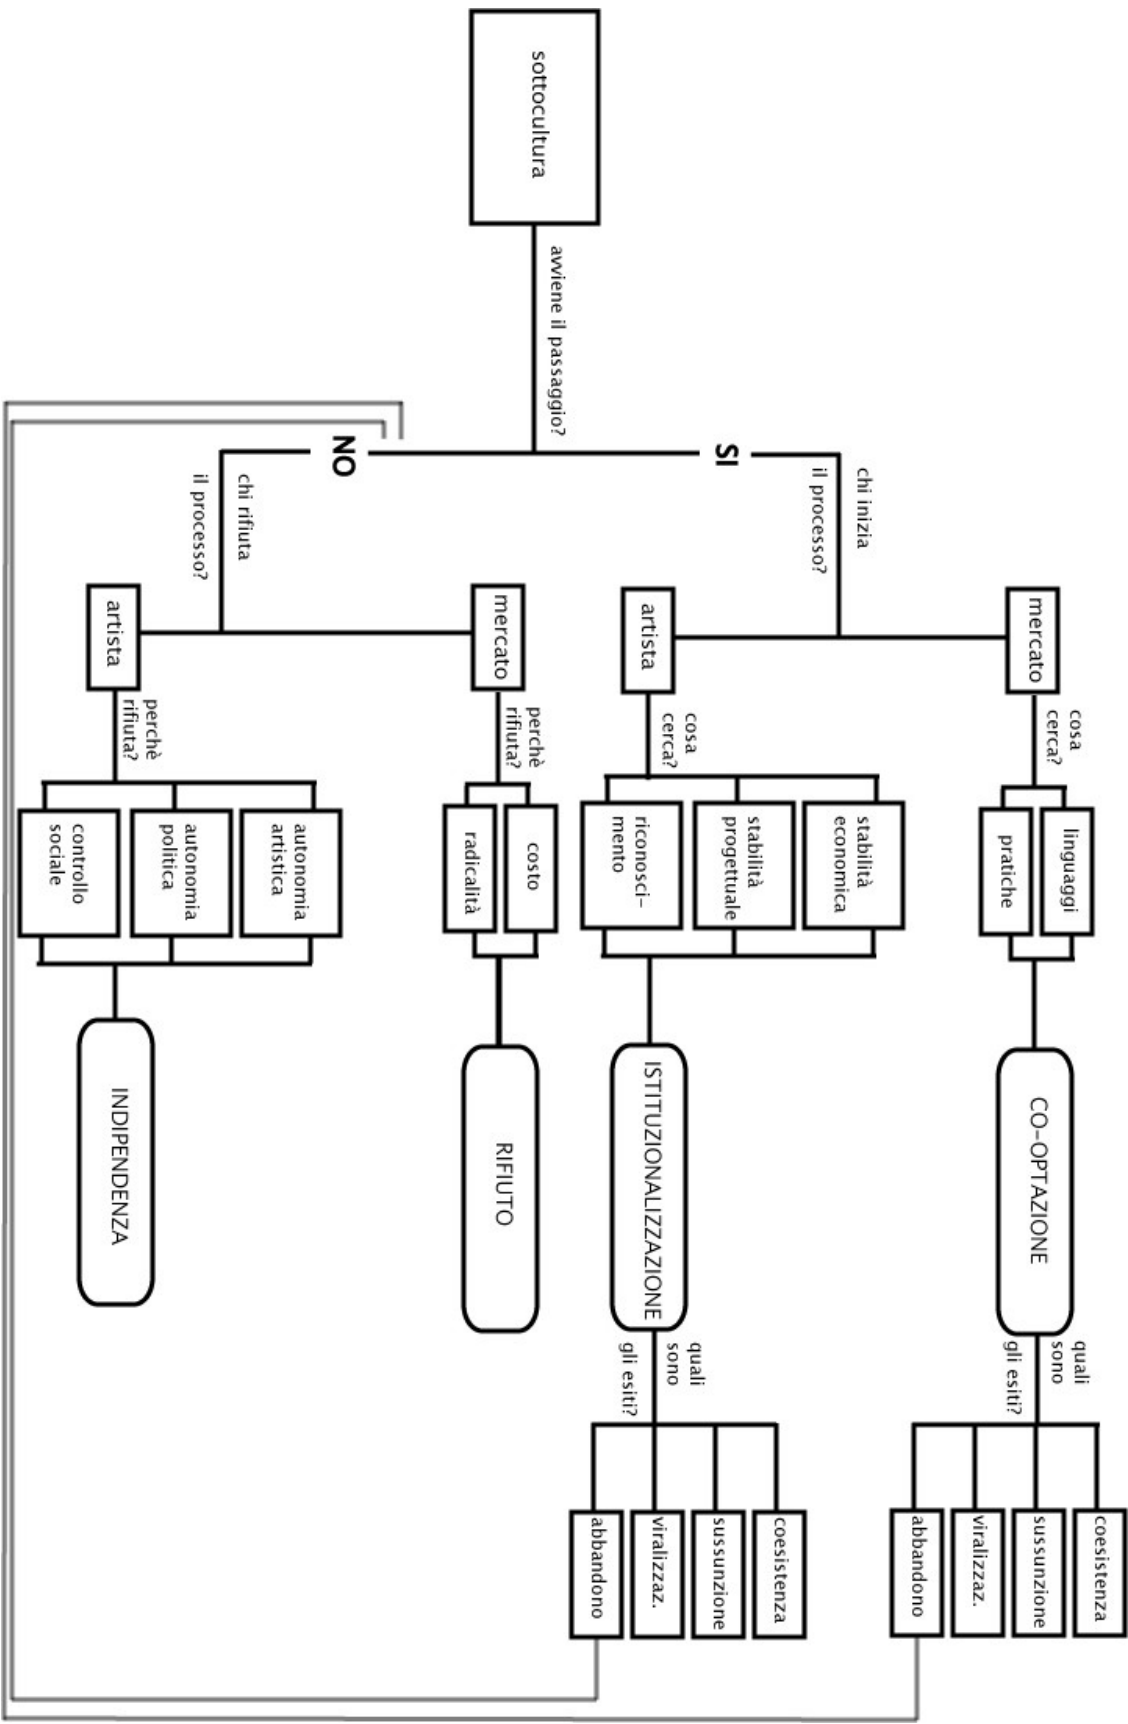 sottocultura
avviene il passaggio?
SI
chi inizia
il processo?
mercato
cosa
cerca?
linguaggi
pratiche
CO-OPTAZIONE
quali
sono
gli esiti?
coesistenza
sussunzione
viralizzaz.
abbandono
artista
cosa
cerca?
stabilità
economica
stabilità
progettuale
riconosci-
mento
ISTITUZIONALIZZAZIONE
quali
sono
gli esiti?
coesistenza
sussunzione
viralizzaz.
abbandono
NO
chi rifiuta
il processo?
mercato
perchè
rifiuta?
costo
radicalità
RIFIUTO
artista
perchè
rifiuta?
autonomia
artistica
autonomia
politica
controllo
sociale
INDIPENDENZA